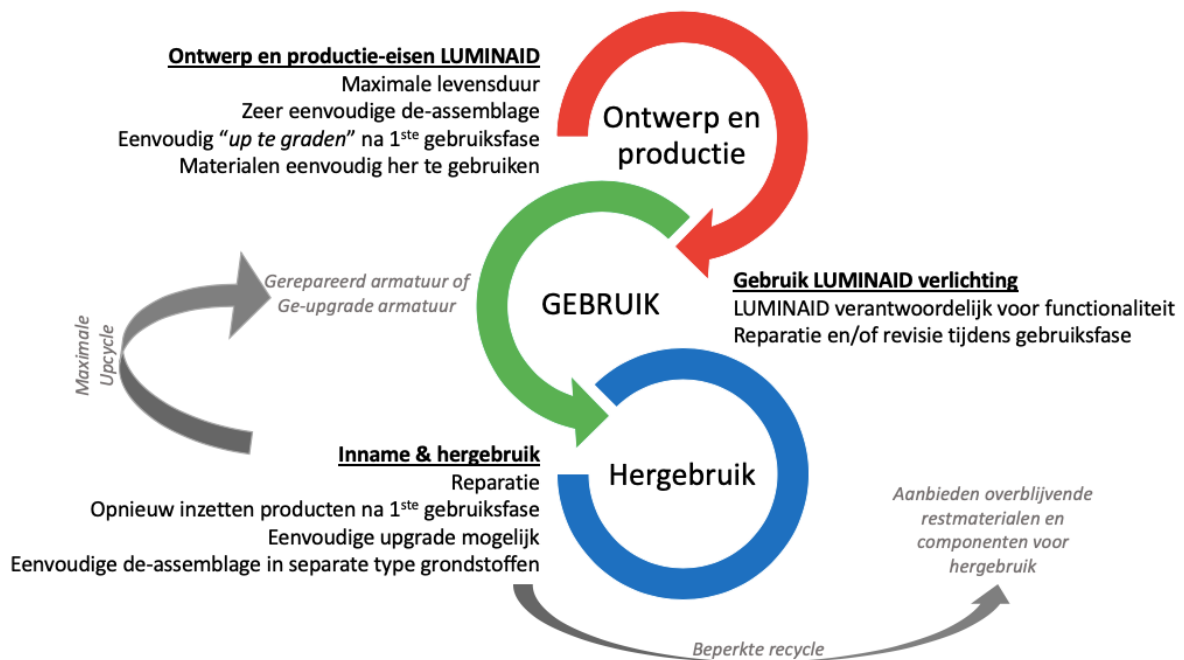 Ontwerp en productie-eisen LUMINAID
Maximale levensduur
Zeer eenvoudige de-assemblage
Eenvoudig “up te graden” na 1ste gebruiksfase
Materialen eenvoudig her te gebruiken
Ontwerp en
productie
Gerepareerd armatuur of
Ge-upgrade armatuur
GEBRUIK
Gebruik LUMINAID verlichting
LUMINAID verantwoordelijk voor functionaliteit
Reparatie en/of revisie tijdens gebruiksfase
Maximale
Upcycle
Inname & hergebruik
Reparatie
Opnieuw inzetten producten na 1ste gebruiksfase
Eenvoudige upgrade mogelijk
Eenvoudige de-assemblage in separate type grondstoffen
Hergebruik
Aanbieden overblijvende
restmaterialen en
componenten voor
hergebruik
Beperkte recycle